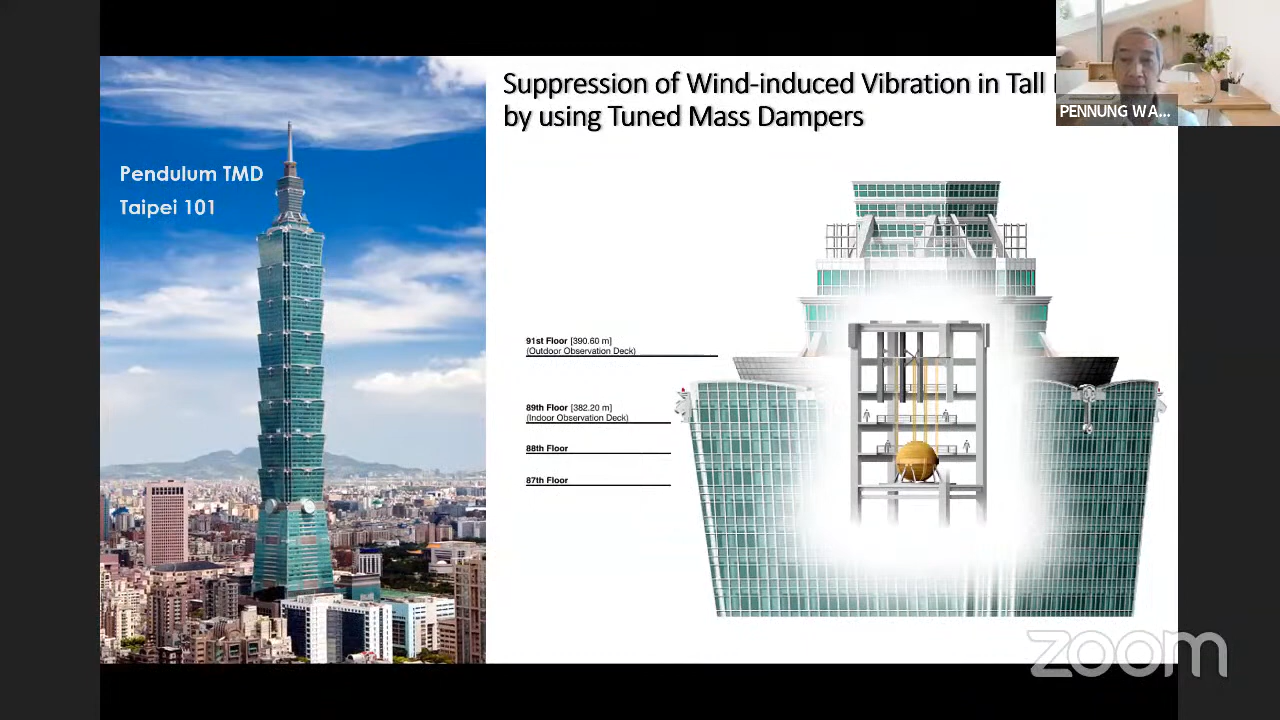 Suppression of Wind-induced Vibration in Tall
by using Tuned Mass Dampers
PENNUNG WA...
Pendulum TMD
Taipei 101
91st Floor [390.60 m]
(Outdoor Observation Deck)
89th Floor [382.20 m]
(Indoor Observation Deck)
88th Floor
87th Floor
zoom